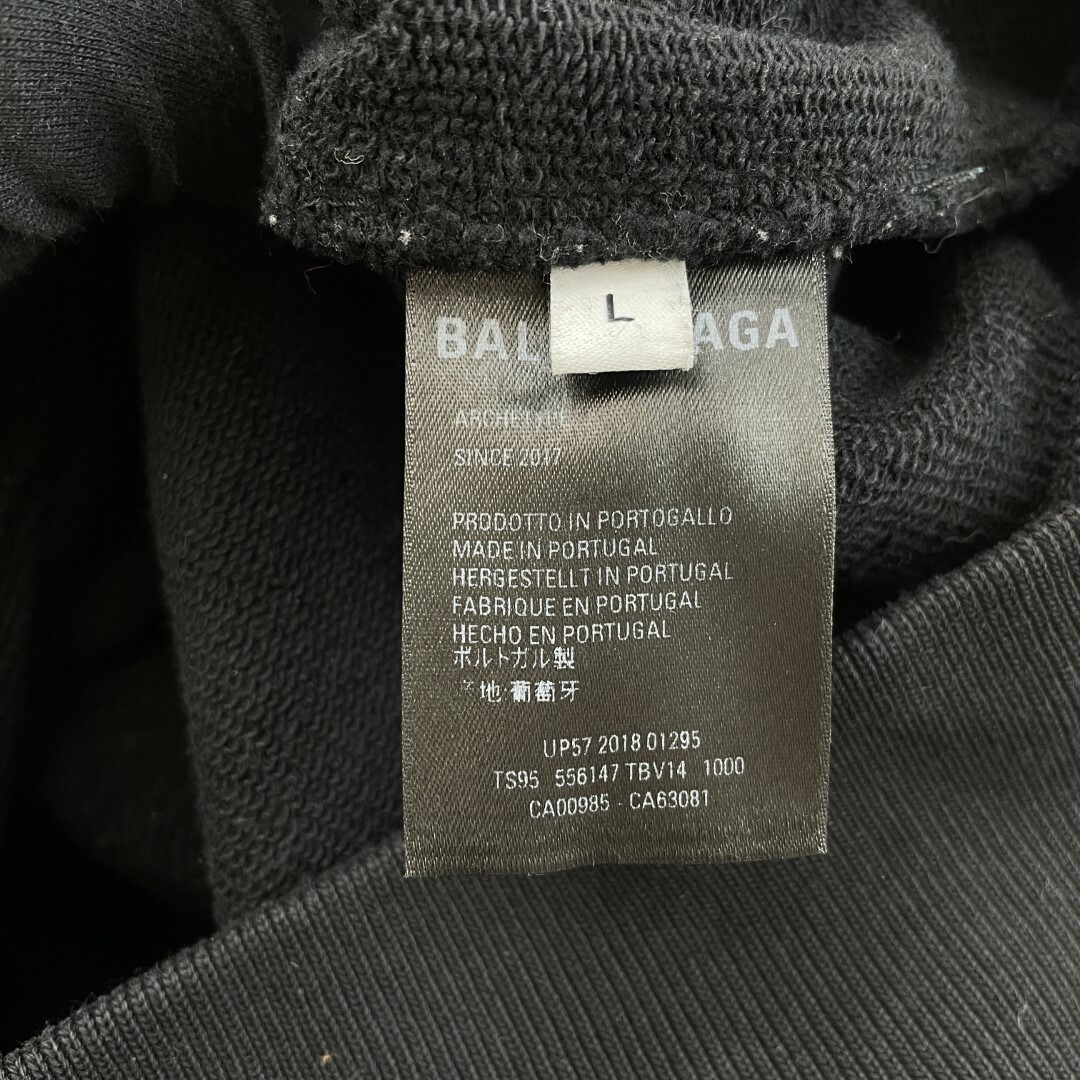 L
BAL AGA
ARCHETYPE
SINCE 2017
PRODOTTO IN PORTOGALLO
MADE IN PORTUGAL
HERGESTELLT IN PORTUGAL
FABRIQUE EN PORTUGAL
HECHO EN PORTUGAL
ポルトガル製
地:葡萄牙
UP57 2018 01295
TS95 556147 TBV14 1000
CA00985 - CA63081